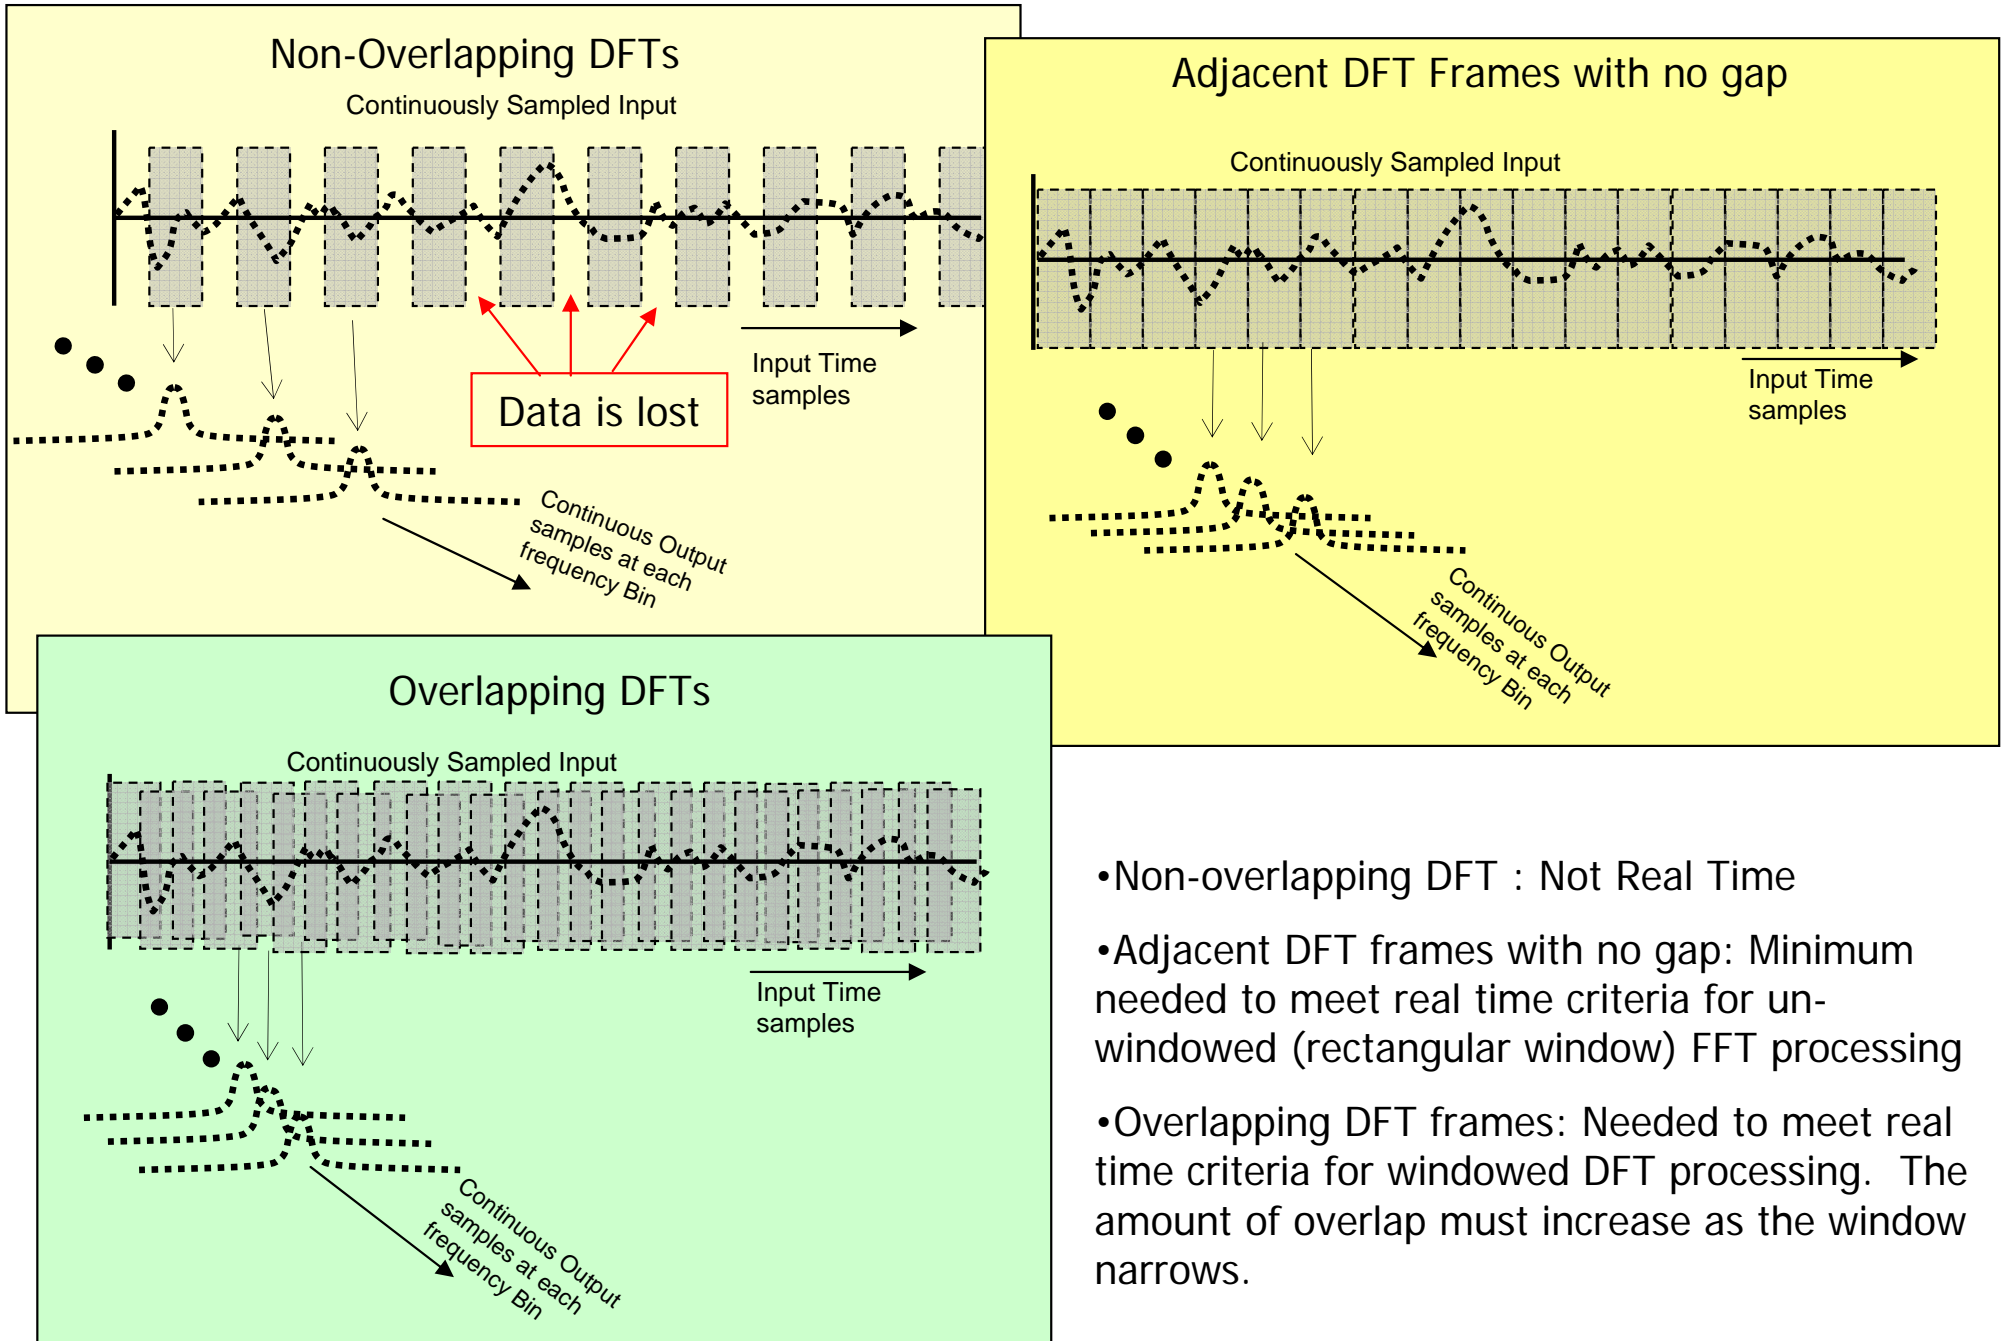 Non-Overlapping DFTs
Continuously Sampled Input
Data is lost
Input Time
samples
Continuous Output
samples at each
frequency Bin
Adjacent DFT Frames with no gap
Continuously Sampled Input
Input Time
samples
Continuous Output
samples at each
frequency Bin
Overlapping DFTs
Continuously Sampled Input
Input Time
samples
Continuous Output
samples at each
frequency Bin
•Non-overlapping DFT : Not Real Time
•Adjacent DFT frames with no gap: Minimum
needed to meet real time criteria for un-
windowed (rectangular window) FFT processing
•Overlapping DFT frames: Needed to meet real
time criteria for windowed DFT processing.  The
amount of overlap must increase as the window
narrows.